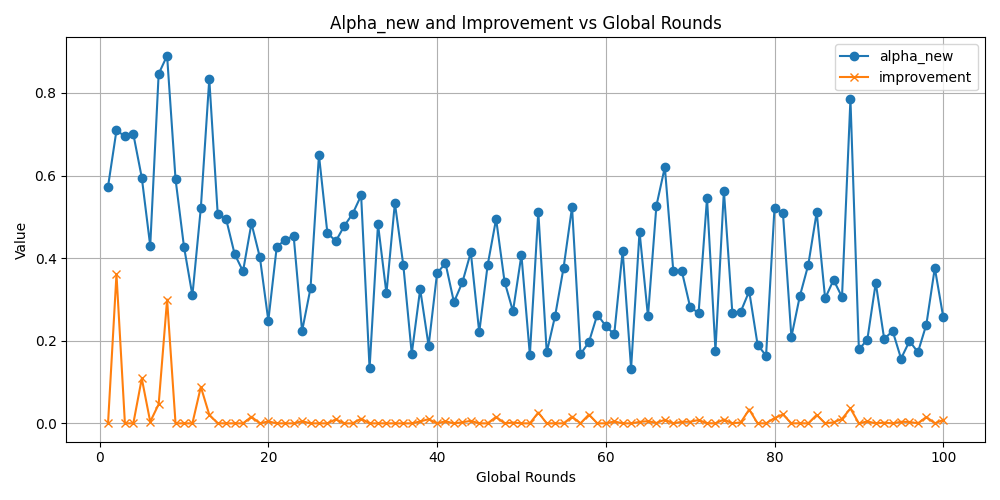 Alpha_new and Improvement vs Global Rounds
alpha_new
improvement
Value
0.8
0.6
0.4
0.2
0.0
0
20
40
60
80
100
Global Rounds